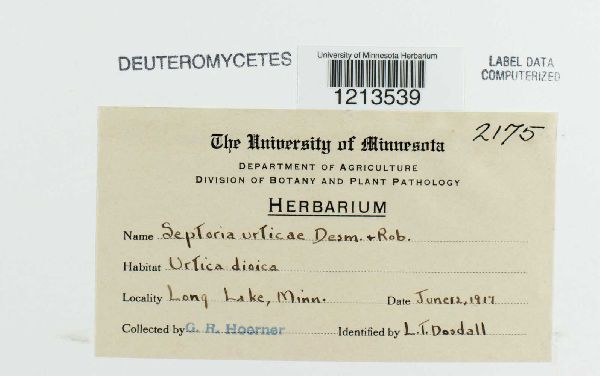 DEUTEROMYCETES
University of Minnesota Herbarium
1213539
LABEL DATA
COMPUTERIZED
2175
The University of Minnesota
DEPARTMENT OF AGRICULTURE
DIVISION OF BOTANY AND PLANT PATHOLOGY
HERBARIUM
Name Septoria urticae Desm. + Rob.
Habitat Urtica dioica
Locality Long Lake, Minn. Date June 12, 1917
Collected by G. R. Hoerner Identified by L.T. Doodall